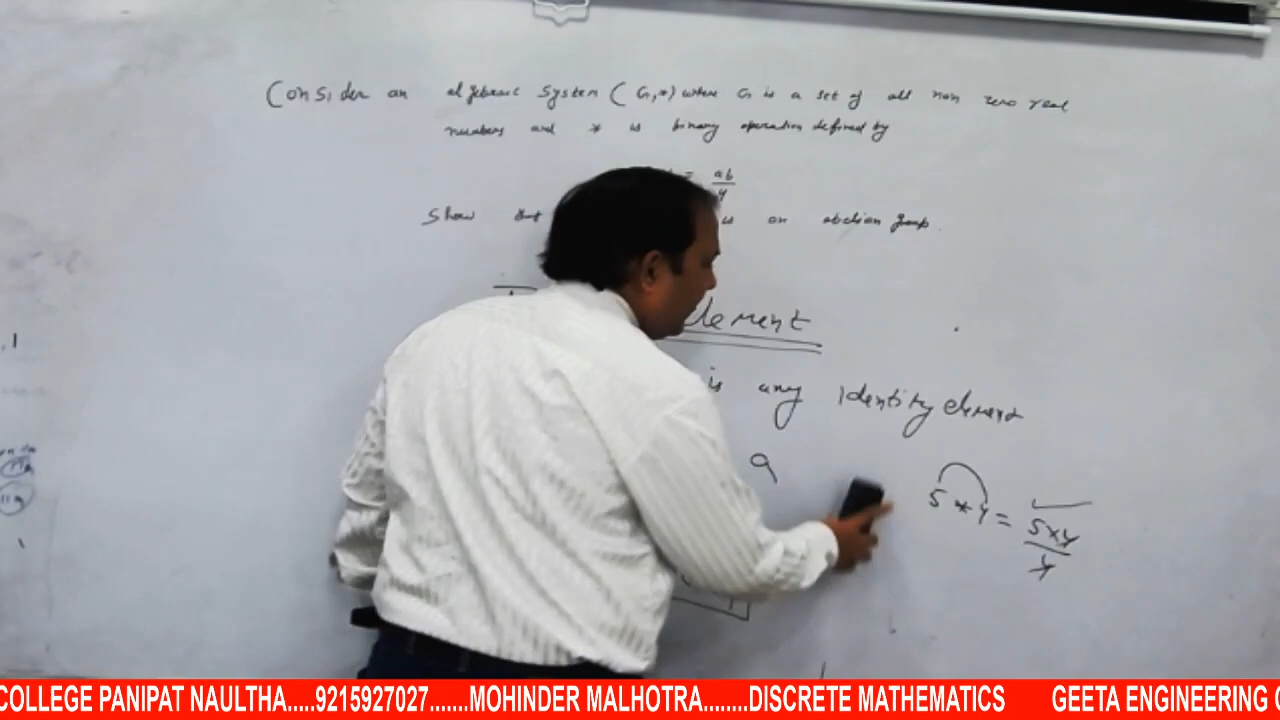 Consider an algebraic system (G,*) where G is a set of all non zero real
numbers and * is binary operation defined by
= ab/4
Show that is an abelian group.
Element
is any identity element
a
5 * 4 = 5x4/4
COLLEGE PANIPAT NAULTHA.....9215927027.......MOHINDER MALHOTRA........DISCRETE MATHEMATICS GEETA ENGINEERING